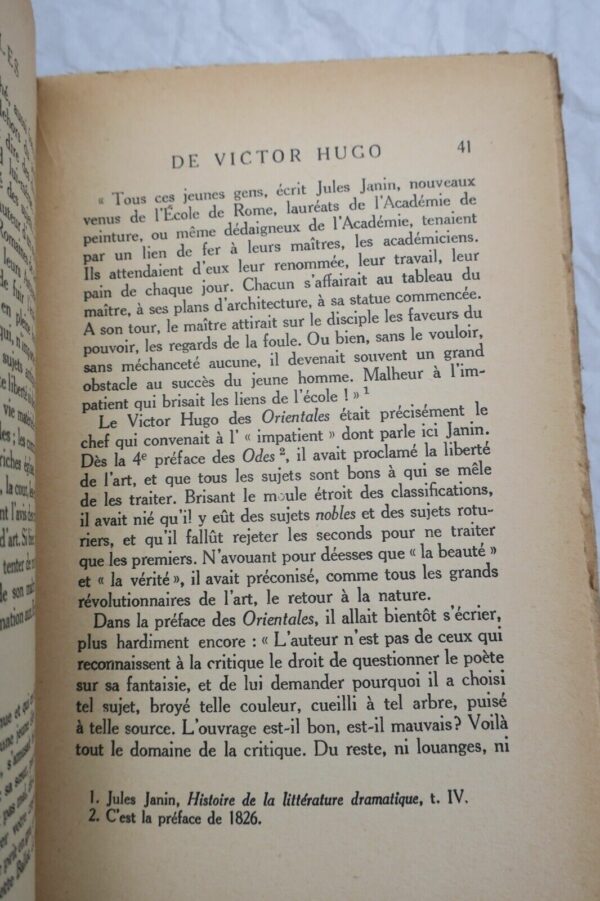 LES
DE VICTOR HUGO 41
« Tous ces jeunes gens, écrit Jules Janin, nouveaux
venus de l'École de Rome, lauréats de l'Académie de
peinture, ou même dédaigneux de l'Académie, tenaient
par un lien de fer à leurs maîtres, les académiciens.
Ils attendaient d'eux leur renommée, leur travail, leur
pain de chaque jour. Chacun s'affairait au tableau du
maître, à ses plans d'architecture, à sa statue commencée.
A son tour, le maître attirait sur le disciple les faveurs du
pouvoir, les regards de la foule. Ou bien, sans le vouloir,
sans méchanceté aucune, il devenait souvent un grand
obstacle au succès du jeune homme. Malheur à l'im-
patient qui brisait les liens de l'école ! » 1
Le Victor Hugo des Orientales était précisément le
chef qui convenait à l' « impatient » dont parle ici Janin.
Dès la 4e préface des Odes 2, il avait proclamé la liberté
de l'art, et que tous les sujets sont bons à qui se mêle
de les traiter. Brisant le moule étroit des classifications,
il avait nié qu'il y eût des sujets nobles et des sujets rotu-
riers, et qu'il fallût rejeter les seconds pour ne traiter
que les premiers. N'avouant pour déesses que « la beauté »
et « la vérité », il avait préconisé, comme tous les grands
révolutionnaires de l'art, le retour à la nature.
Dans la préface des Orientales, il allait bientôt s'écrier,
plus hardiment encore : « L'auteur n'est pas de ceux qui
reconnaissent à la critique le droit de questionner le poète
sur sa fantaisie, et de lui demander pourquoi il a choisi
tel sujet, broyé telle couleur, cueilli à tel arbre, puisé
à telle source. L'ouvrage est-il bon, est-il mauvais? Voilà
tout le domaine de la critique. Du reste, ni louanges, ni
1. Jules Janin, Histoire de la littérature dramatique, t. IV.
2. C'est la préface de 1826.